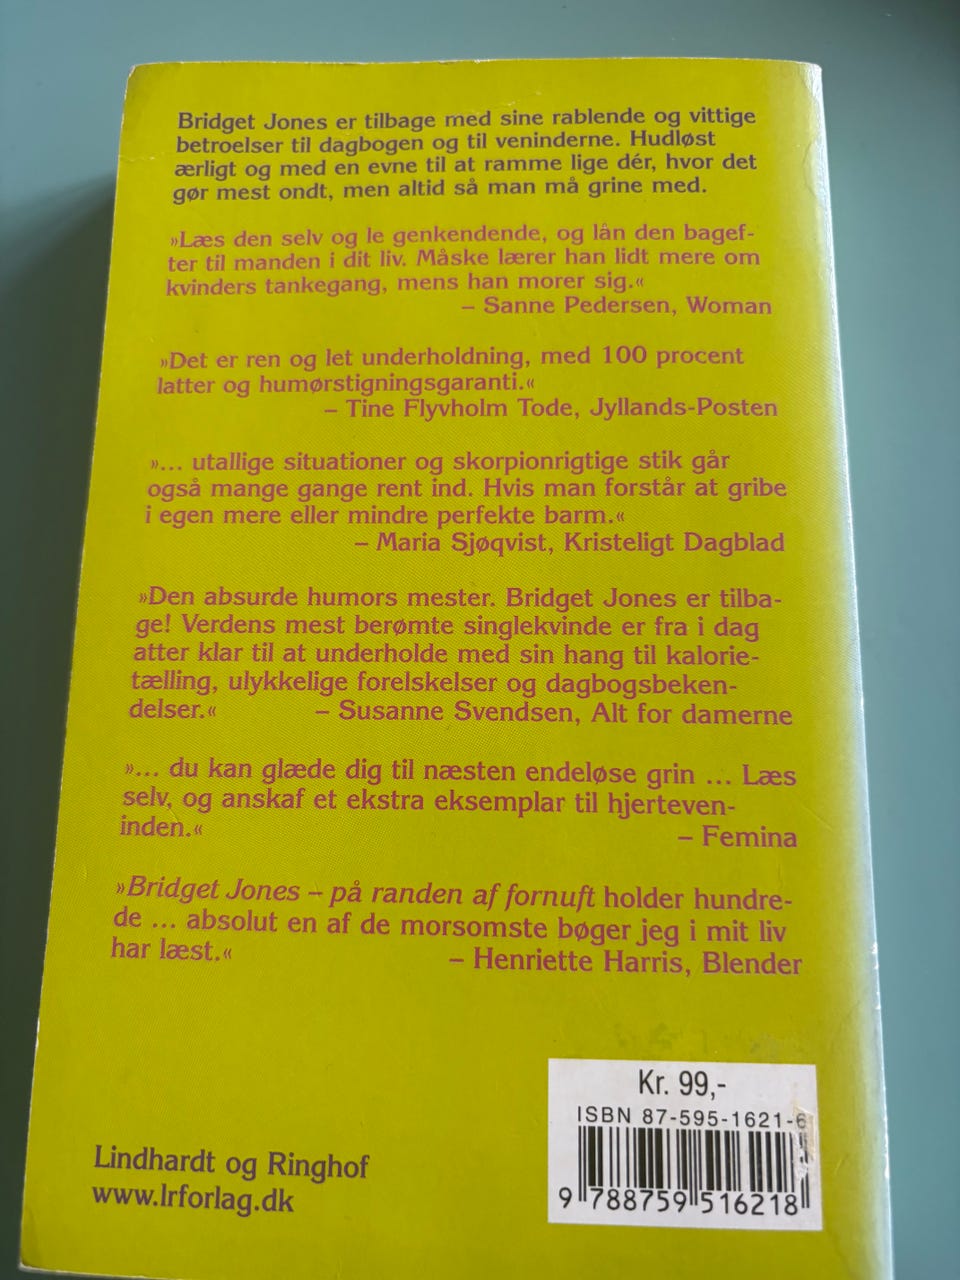 Bridget Jones er tilbage med sine rablende og vittige
betroelser til dagbogen og til veninderne. Hudløst
ærligt og med en evne til at ramme lige dér, hvor det
gør mest ondt, men altid så man må grine med.
»Læs den selv og le genkendende, og lån den bagef-
ter til manden i dit liv. Måske lærer han lidt mere om
kvinders tankegang, mens han morer sig.«
– Sanne Pedersen, Woman
»Det er ren og let underholdning, med 100 procent
latter og humørstigningsgaranti.«
– Tine Flyvholm Tode, Jyllands-Posten
»... utallige situationer og skorpionrigtige stik går
også mange gange rent ind. Hvis man forstår at gribe
i egen mere eller mindre perfekte barm.«
– Maria Sjøqvist, Kristeligt Dagblad
»Den absurde humors mester. Bridget Jones er tilba-
ge! Verdens mest berømte singlekvinde er fra i dag
atter klar til at underholde med sin hang til kalorie-
tælling, ulykkelige forelskelser og dagbogsbeken-
delser.« – Susanne Svendsen, Alt for damerne
»... du kan glæde dig til næsten endeløse grin ... Læs
selv, og anskaf et ekstra eksemplar til hjerteven-
inden.« – Femina
»Bridget Jones – på randen af fornuft holder hundre-
de ... absolut en af de morsomste bøger jeg i mit liv
har læst.« – Henriette Harris, Blender
Kr. 99,-
ISBN 87-595-1621-6
9 788759 516218
Lindhardt og Ringhof
www.lrforlag.dk